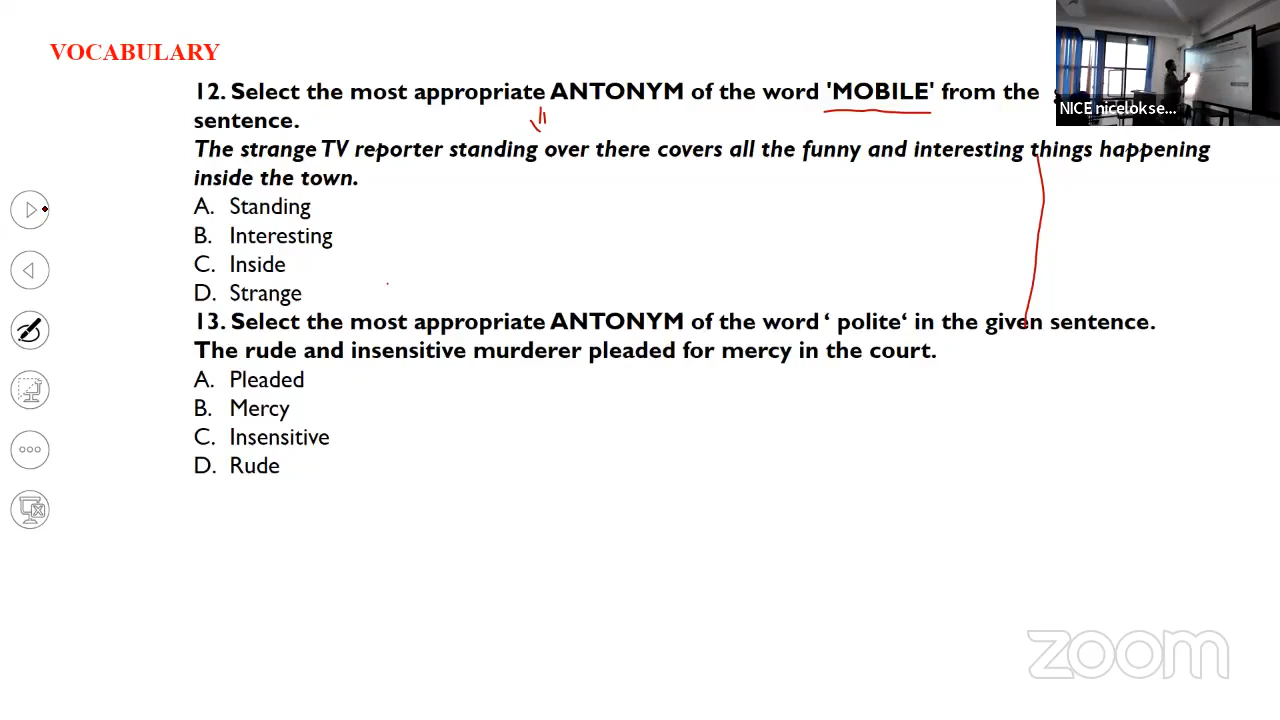 VOCABULARY
12. Select the most appropriate ANTONYM of the word 'MOBILE' from the
sentence.
The strange TV reporter standing over there covers all the funny and interesting things happening
inside the town.
A. Standing
B. Interesting
C. Inside
D. Strange
13. Select the most appropriate ANTONYM of the word ‘ polite‘ in the given sentence.
The rude and insensitive murderer pleaded for mercy in the court.
A. Pleaded
B. Mercy
C. Insensitive
D. Rude
NICE nicelokse...
zoom